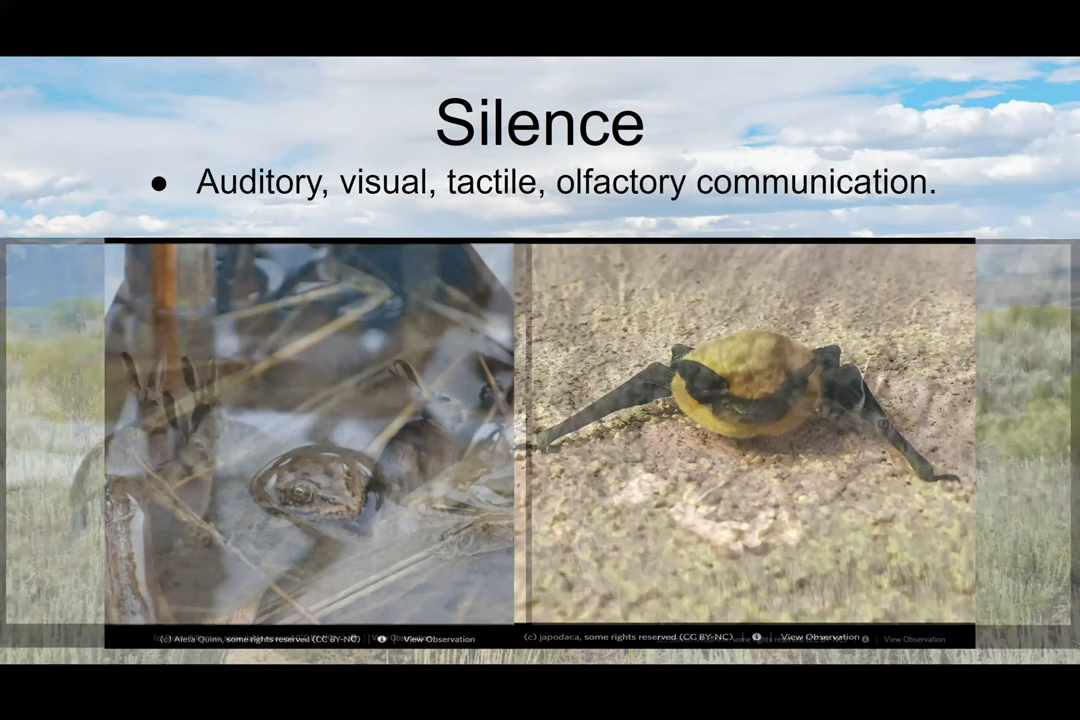 Silence
● Auditory, visual, tactile, olfactory communication.
(c) Aleta Quinn, some rights reserved (CC BY-NC) View Observation
(c) japodaca, some rights reserved (CC BY-NC) View Observation
View Observation